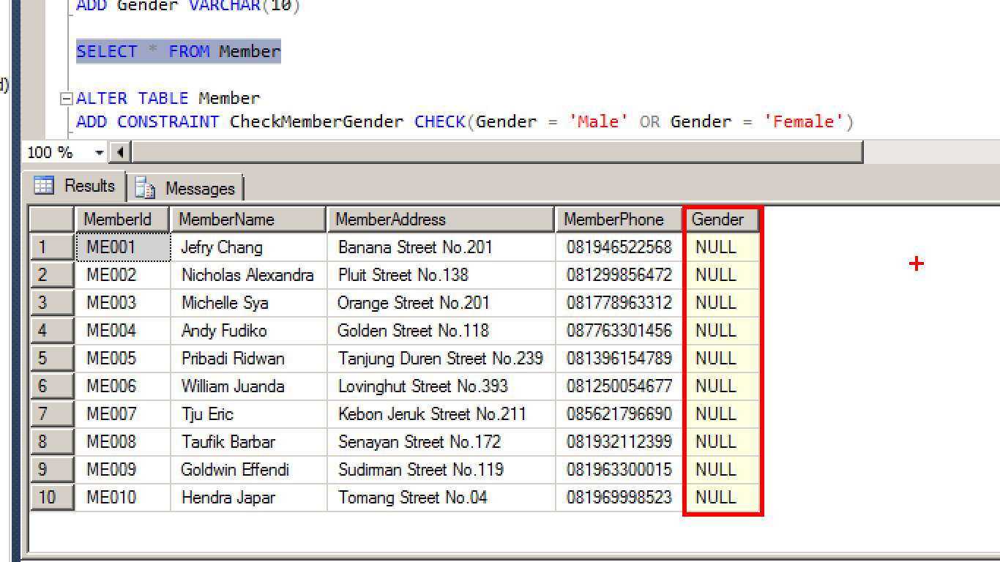 ADD Gender VARCHAR(10)
SELECT * FROM Member
d)
ALTER TABLE Member
ADD CONSTRAINT CheckMemberGender CHECK(Gender = 'Male' OR Gender = 'Female')
100 %
Results Messages
MemberId MemberName MemberAddress MemberPhone Gender
1 ME001 Jefry Chang Banana Street No.201 081946522568 NULL
2 ME002 Nicholas Alexandra Pluit Street No.138 081299856472 NULL
3 ME003 Michelle Sya Orange Street No.201 081778963312 NULL
4 ME004 Andy Fudiko Golden Street No.118 087763301456 NULL
5 ME005 Pribadi Ridwan Tanjung Duren Street No.239 081396154789 NULL
6 ME006 William Juanda Lovinghut Street No.393 081250054677 NULL
7 ME007 Tju Eric Kebon Jeruk Street No.211 085621796690 NULL
8 ME008 Taufik Barbar Senayan Street No.172 081932112399 NULL
9 ME009 Goldwin Effendi Sudirman Street No.119 081963300015 NULL
10 ME010 Hendra Japar Tomang Street No.04 081969998523 NULL